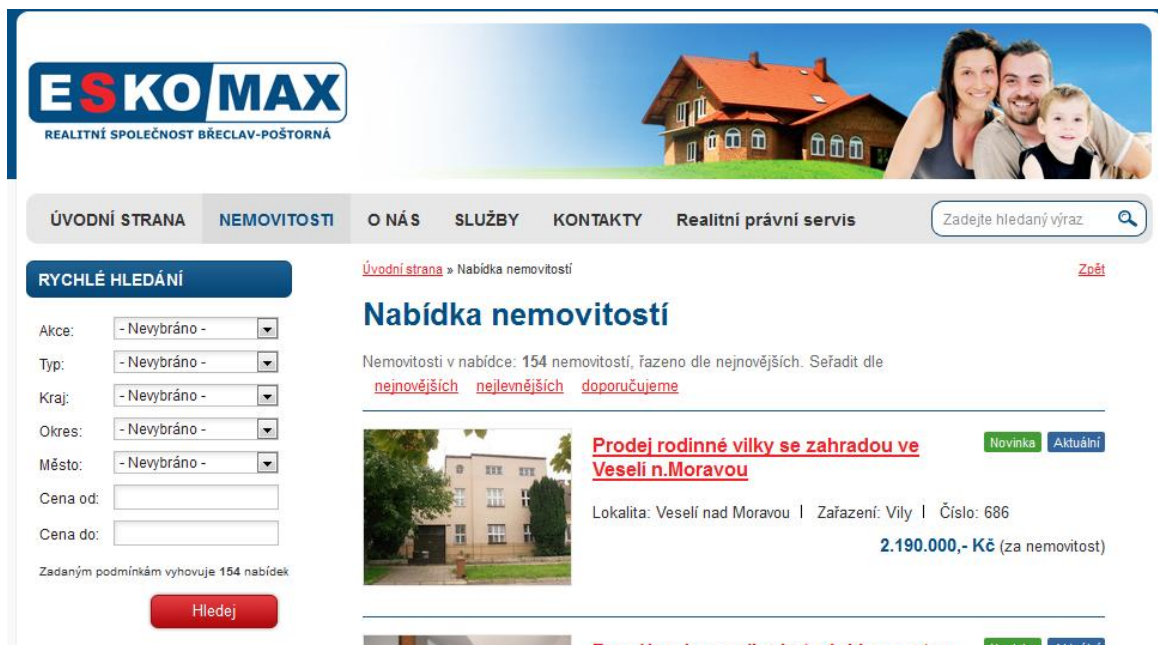 ESKO MAX
REALITNÍ SPOLEČNOST BŘECLAV-POŠTORNÁ
ÚVODNÍ STRANA NEMOVITOSTI O NÁS SLUŽBY KONTAKTY Realitní právní servis Zadejte hledaný výraz
RYCHLÉ HLEDÁNÍ
Akce: - Nevybráno -
Typ: - Nevybráno -
Kraj: - Nevybráno -
Okres: - Nevybráno -
Město: - Nevybráno -
Cena od:
Cena do:
Zadaným podmínkám vyhovuje 154 nabídek
Hledej
Úvodní strana » Nabídka nemovitostí Zpět
Nabídka nemovitostí
Nemovitosti v nabídce: 154 nemovitostí, řazeno dle nejnovějších. Seřadit dle
nejnovějších nejlevnějších doporučujeme
Prodej rodinné vilky se zahradou ve Novinka Aktuální
Veselí n.Moravou
Lokalita: Veselí nad Moravou | Zařazení: Vily | Číslo: 686
2.190.000,- Kč (za nemovitost)